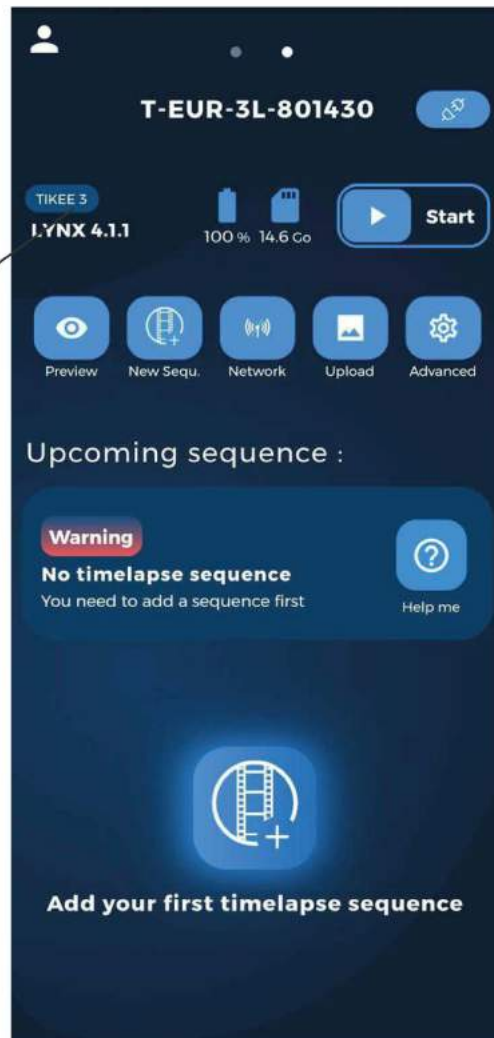 T-EUR-3L-801430
TIKEE 3
LYNX 4.1.1
100 % 14.6 Go
Start
Preview New Sequ. Network Upload Advanced
Upcoming sequence :
Warning
No timelapse sequence
You need to add a sequence first
Help me
Add your first timelapse sequence